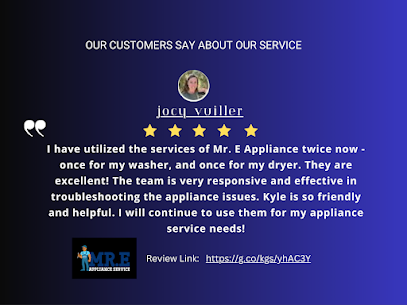 OUR CUSTOMERS SAY ABOUT OUR SERVICE
jocy vuiller
I have utilized the services of Mr. E Appliance twice now -
once for my washer, and once for my dryer. They are
excellent! The team is very responsive and effective in
troubleshooting the appliance issues. Kyle is so friendly
and helpful. I will continue to use them for my appliance
service needs!
MR.E
APPLIANCE SERVICE
Review Link: https://g.co/kgs/yhAC3Y